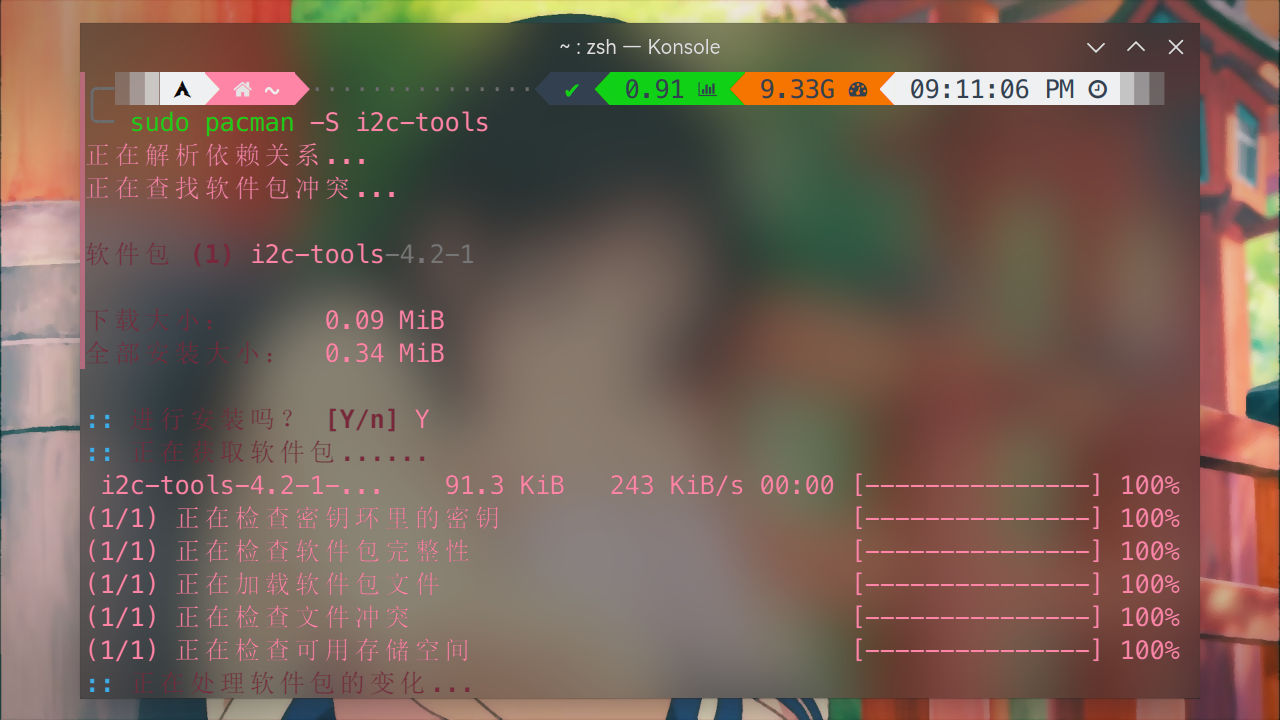 ~ : zsh — Konsole
~ ✔ 0.91 9.33G 09:11:06 PM
sudo pacman -S i2c-tools
正在解析依赖关系...
正在查找软件包冲突...
软件包 (1) i2c-tools-4.2-1
下载大小： 0.09 MiB
全部安装大小： 0.34 MiB
:: 进行安装吗？ [Y/n] Y
:: 正在获取软件包......
i2c-tools-4.2-1-... 91.3 KiB 243 KiB/s 00:00 [---------------] 100%
(1/1) 正在检查密钥环里的密钥 [---------------] 100%
(1/1) 正在检查软件包完整性 [---------------] 100%
(1/1) 正在加载软件包文件 [---------------] 100%
(1/1) 正在检查文件冲突 [---------------] 100%
(1/1) 正在检查可用存储空间 [---------------] 100%
:: 正在处理软件包的变化...